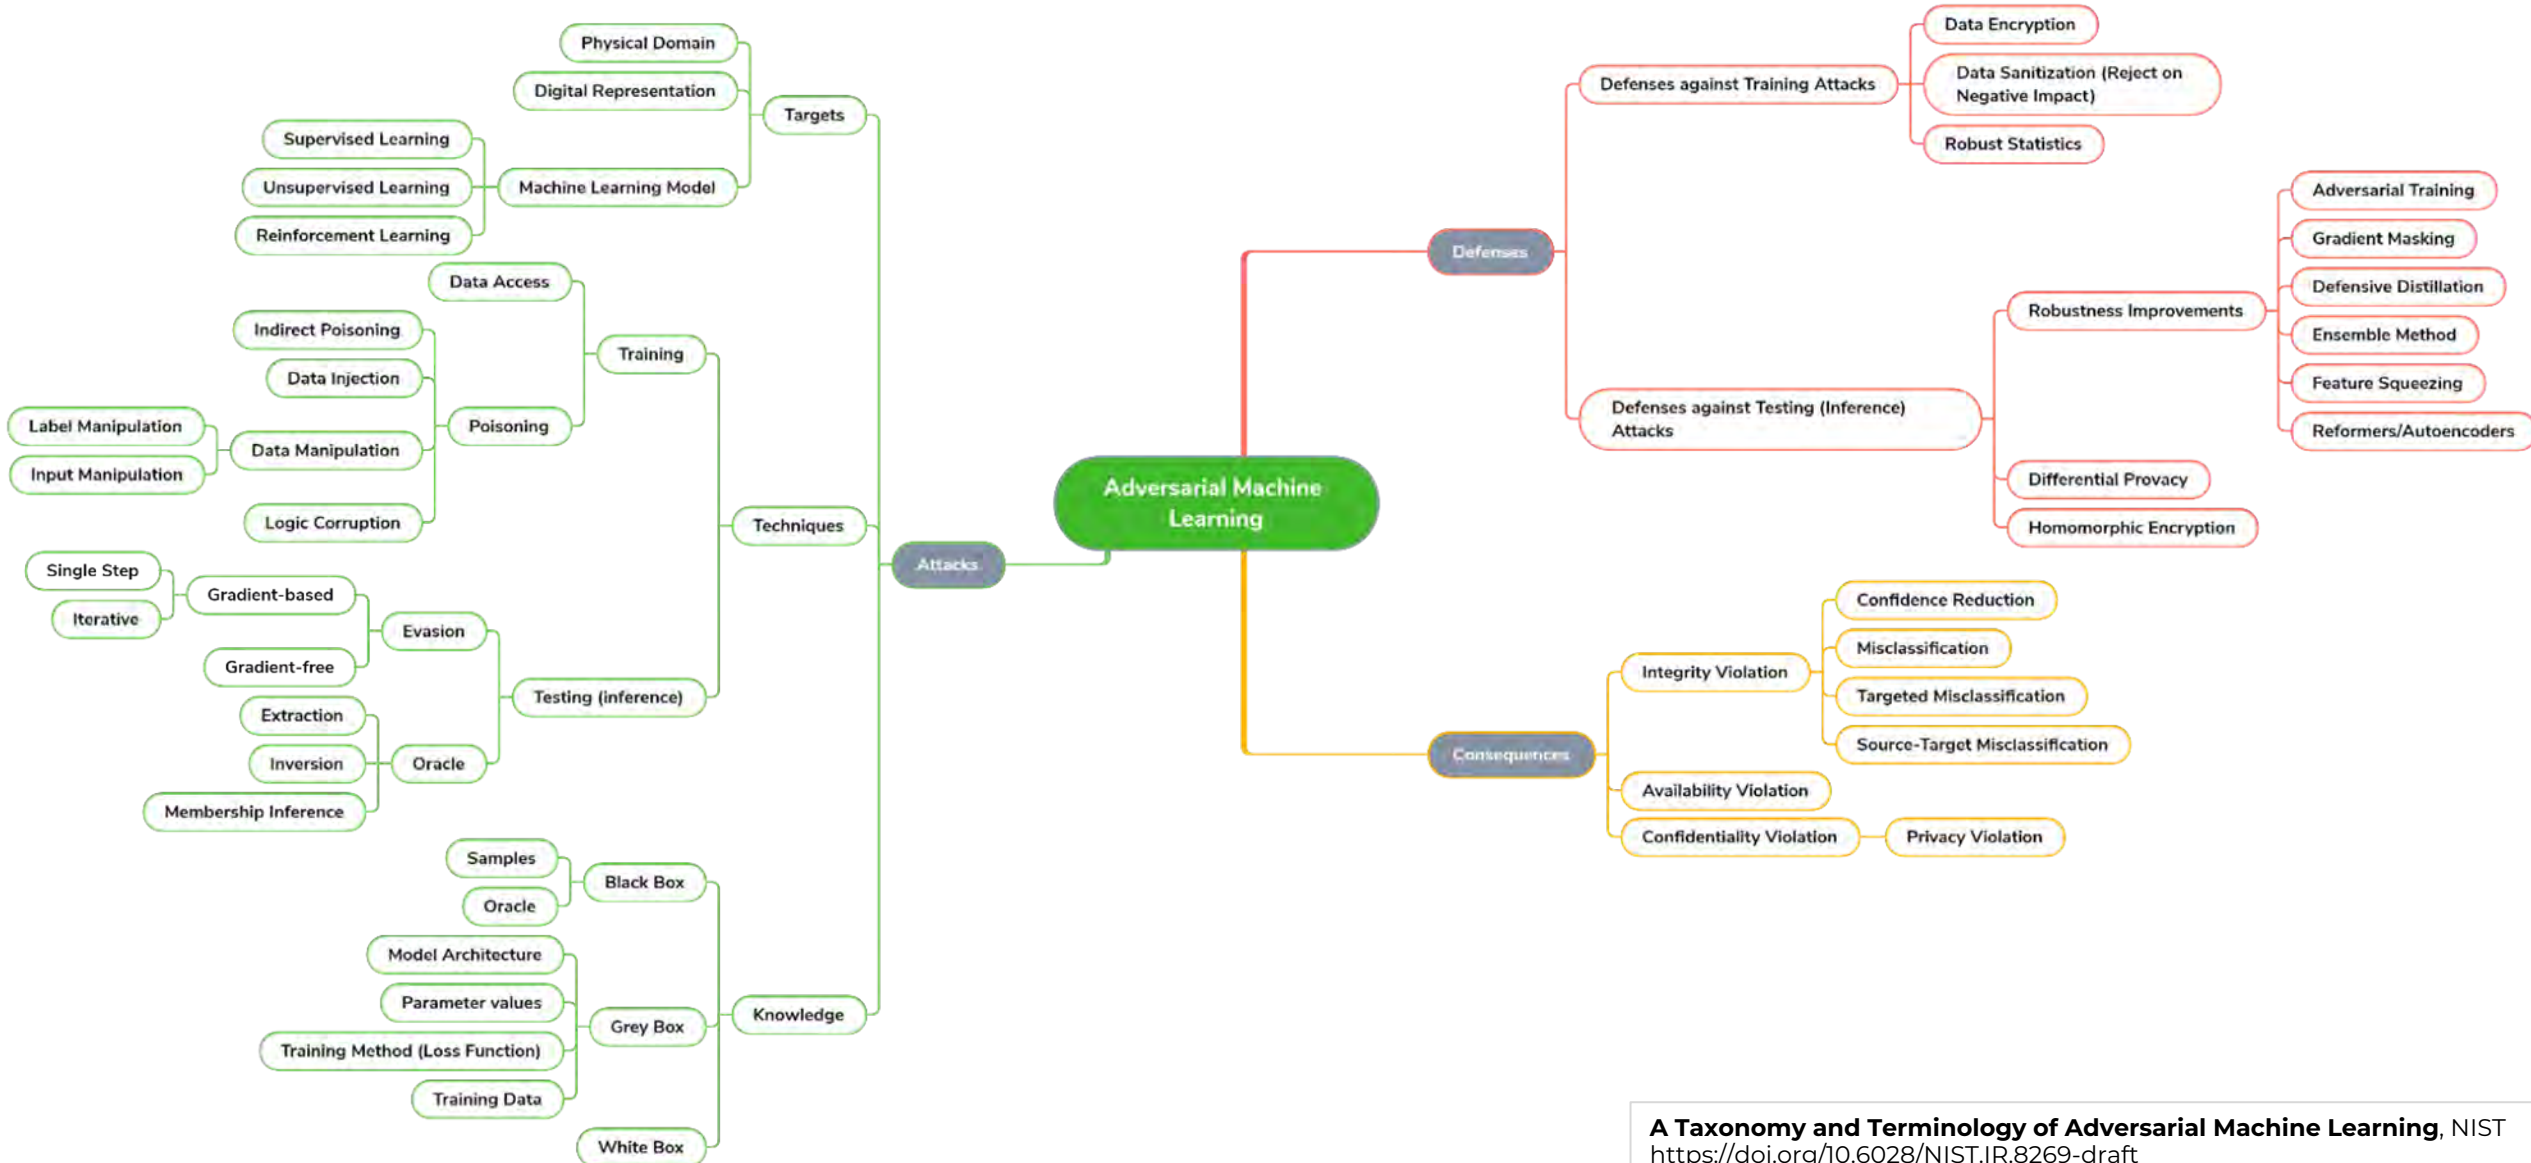 Physical Domain
Digital Representation
Targets
Supervised Learning
Unsupervised Learning
Machine Learning Model
Reinforcement Learning
Data Access
Indirect Poisoning
Training
Data Injection
Label Manipulation
Poisoning
Data Manipulation
Input Manipulation
Logic Corruption
Techniques
Attacks
Single Step
Gradient-based
Iterative
Evasion
Gradient-free
Testing (inference)
Extraction
Inversion
Oracle
Membership Inference
Samples
Black Box
Oracle
Model Architecture
Parameter values
Knowledge
Grey Box
Training Method (Loss Function)
Training Data
White Box
Adversarial Machine
Learning
Defenses
Defenses against Training Attacks
Data Encryption
Data Sanitization (Reject on
Negative Impact)
Robust Statistics
Defenses against Testing (Inference)
Attacks
Robustness Improvements
Adversarial Training
Gradient Masking
Defensive Distillation
Ensemble Method
Feature Squeezing
Reformers/Autoencoders
Differential Provacy
Homomorphic Encryption
Consequences
Integrity Violation
Confidence Reduction
Misclassification
Targeted Misclassification
Source-Target Misclassification
Availability Violation
Confidentiality Violation
Privacy Violation
A Taxonomy and Terminology of Adversarial Machine Learning, NIST
https://doi.org/10.6028/NIST.IR.8269-draft